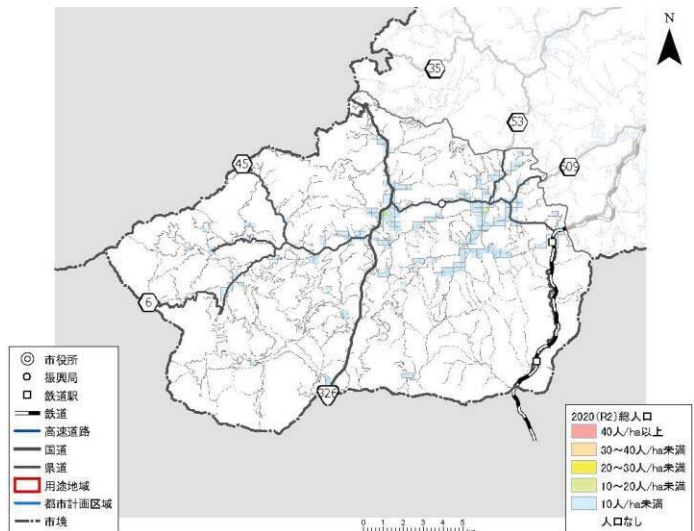 N
35
53
609
45
6
326
市役所
振興局
鉄道駅
鉄道
高速道路
国道
県道
用途地域
都市計画区域
市境
2020(R2)総人口
40人/ha以上
30～40人/ha未満
20～30人/ha未満
10～20人/ha未満
10人/ha未満
人口なし
0 1 2 3 4 5